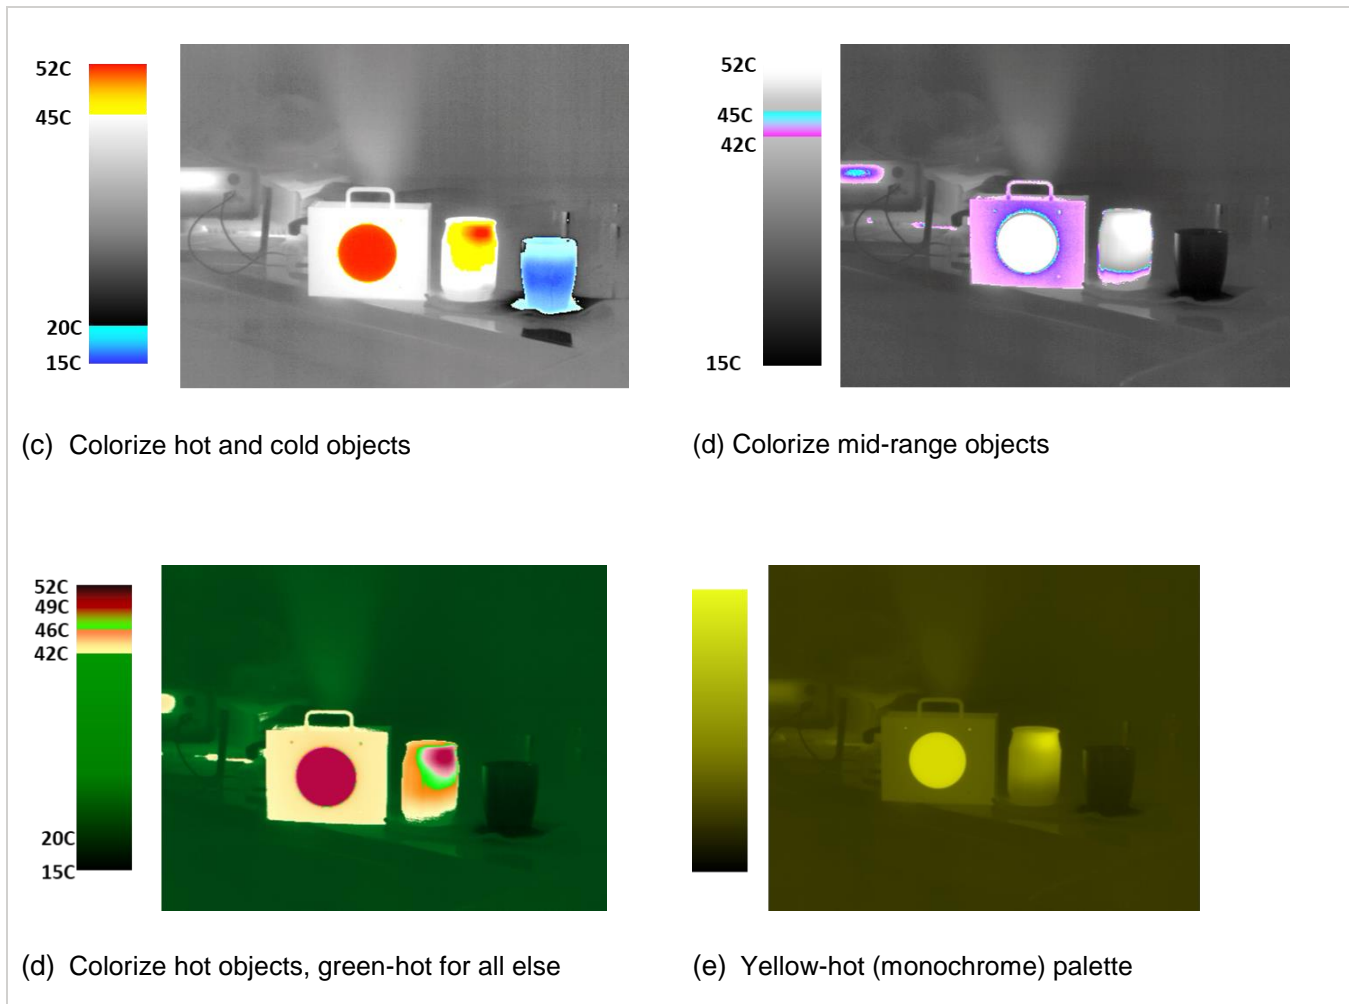 52C
45C
20C
15C
52C
45C
42C
15C
(c) Colorize hot and cold objects
(d) Colorize mid-range objects
52C
49C
46C
42C
20C
15C
(d) Colorize hot objects, green-hot for all else
(e) Yellow-hot (monochrome) palette